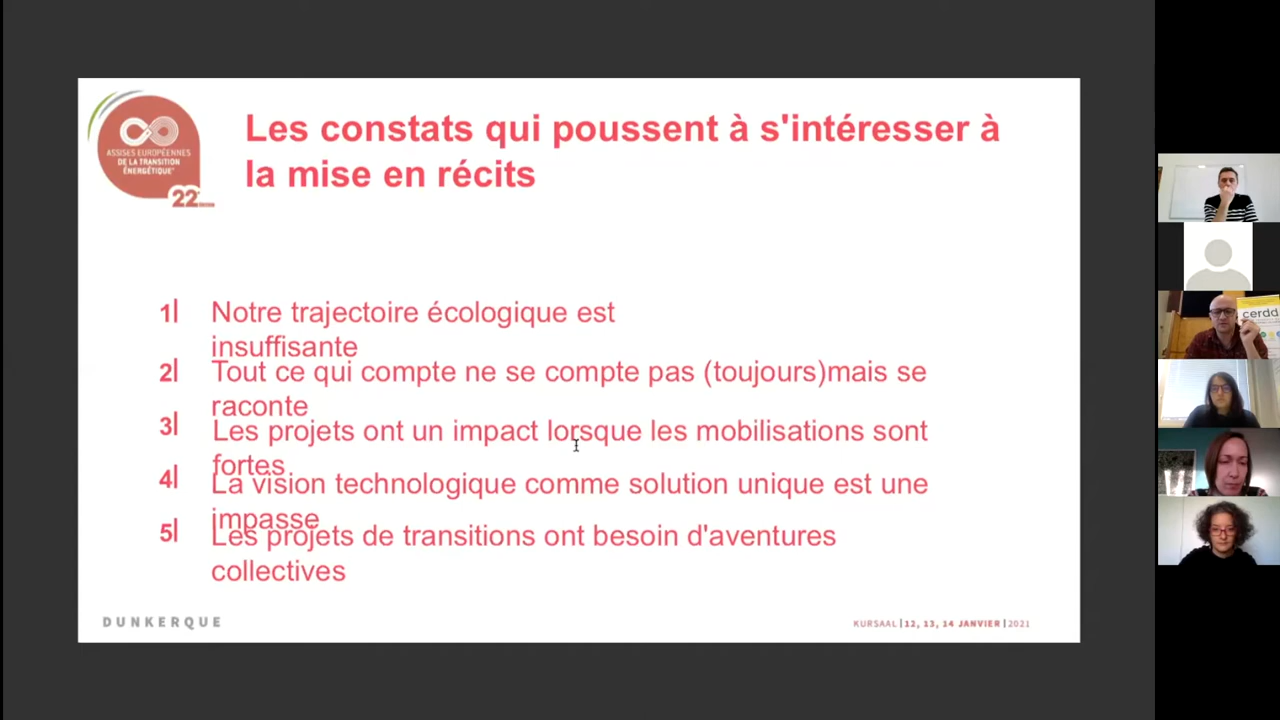 ASSISES EUROPÉENNES
DE LA TRANSITION
ÉNERGÉTIQUE
22e
Les constats qui poussent à s'intéresser à
la mise en récits
1| Notre trajectoire écologique est
insuffisante
2| Tout ce qui compte ne se compte pas (toujours)mais se
raconte
3| Les projets ont un impact lorsque les mobilisations sont
fortes
4| La vision technologique comme solution unique est une
impasse
5| Les projets de transitions ont besoin d'aventures
collectives
DUNKERQUE
KURSAAL|12, 13, 14 JANVIER|2021
cerdd